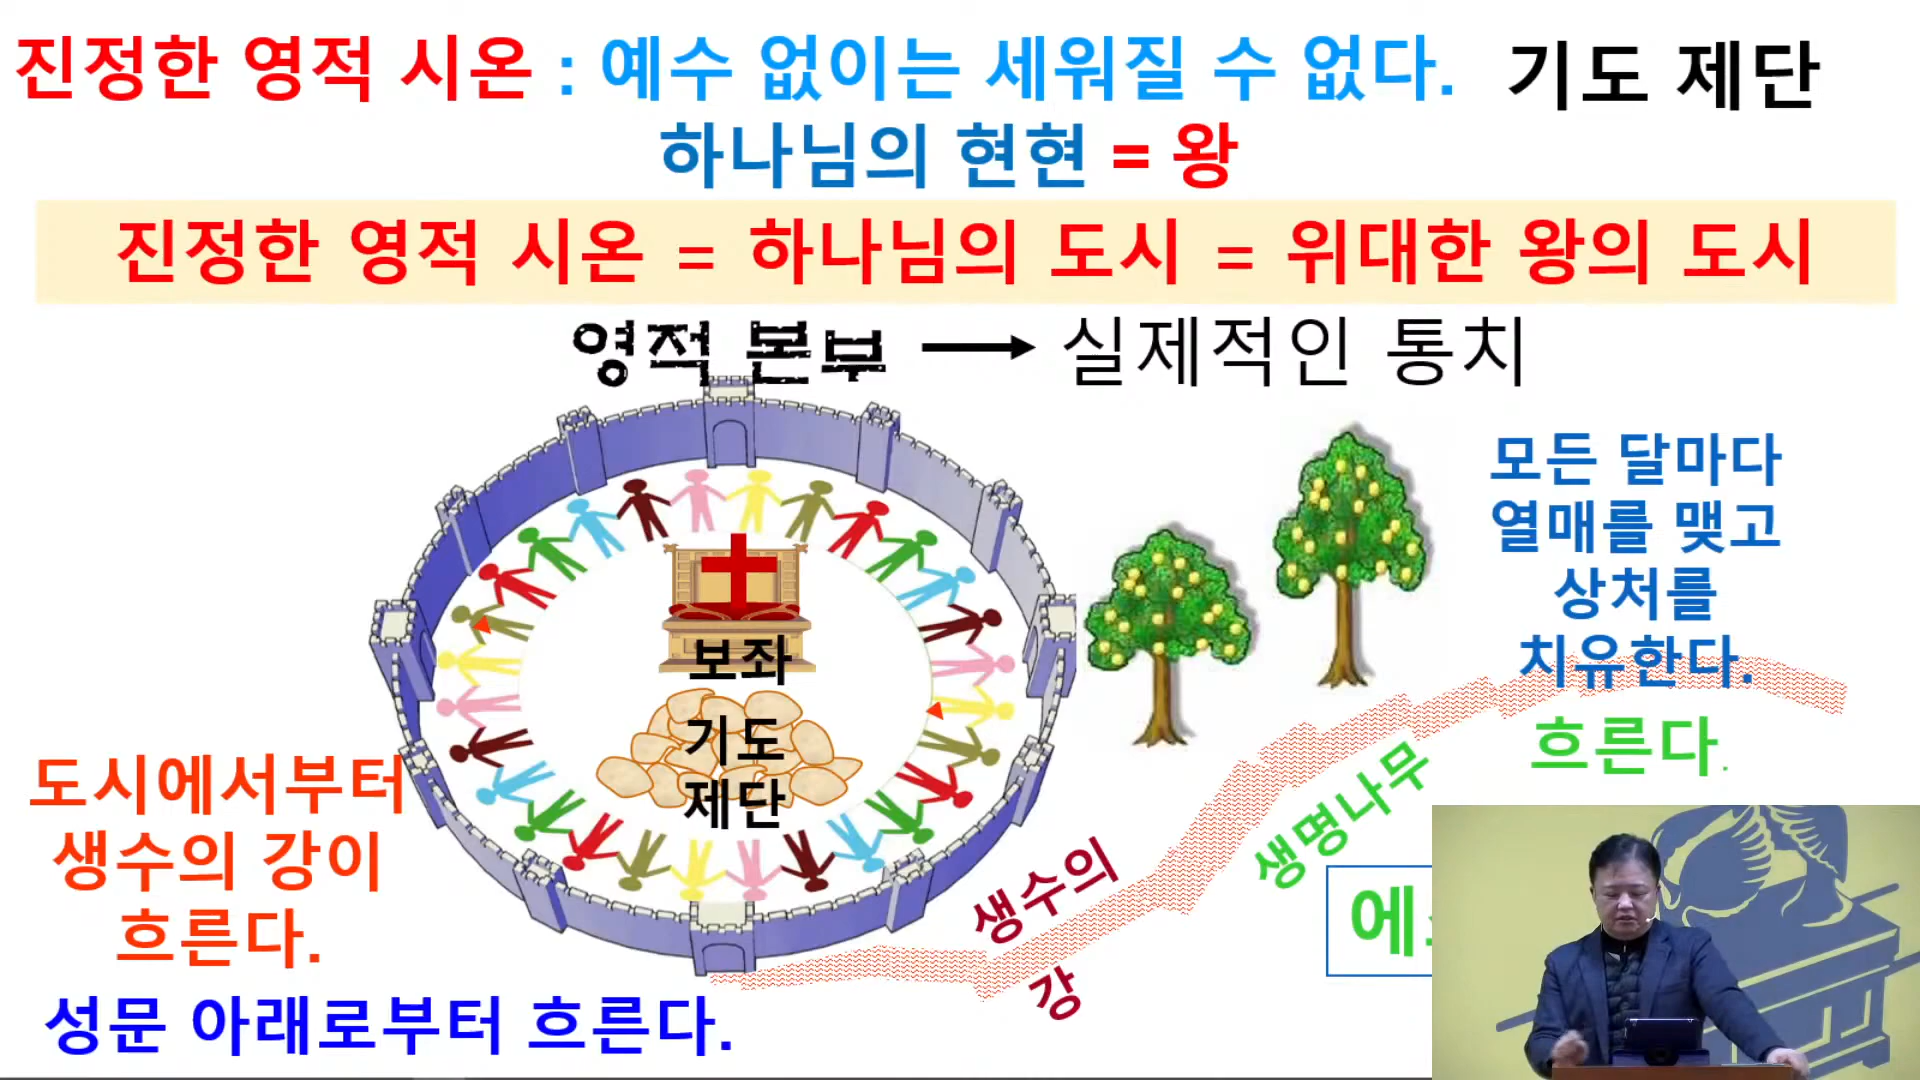 진정한 영적 시온 : 예수 없이는 세워질 수 없다. 기도 제단
하나님의 현현 = 왕
진정한 영적 시온 = 하나님의 도시 = 위대한 왕의 도시
영적 본부 → 실제적인 통치
모든 달마다
열매를 맺고
상처를
치유한다.
흐른다.
보좌
기도
제단
도시에서부터
생수의 강이
흐른다.
성문 아래로부터 흐른다.
생수의
강
생명나무